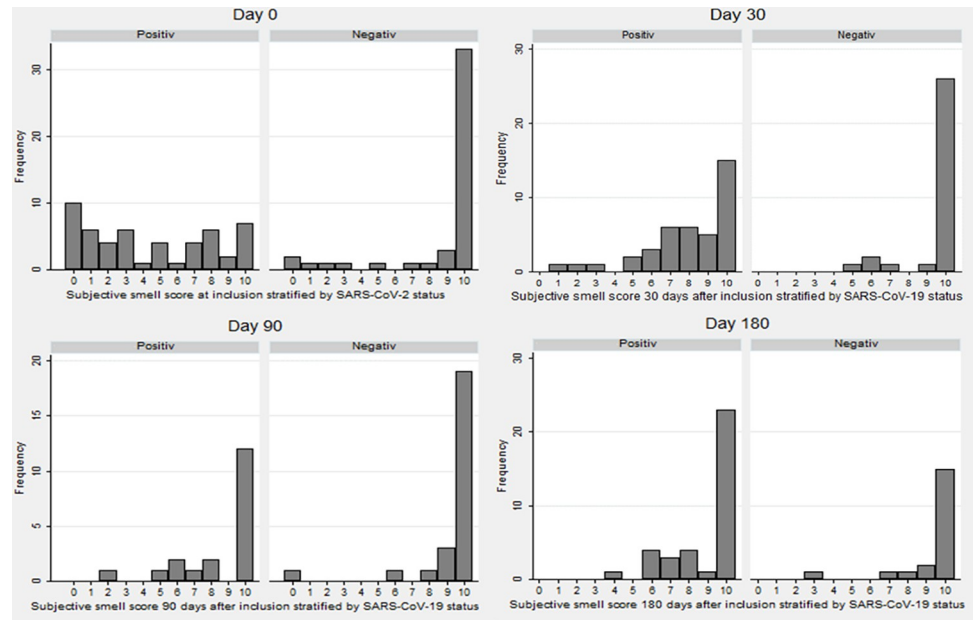 Day 0
Positiv Negativ
Frequency
0 10 20 30
0 1 2 3 4 5 6 7 8 9 10 0 1 2 3 4 5 6 7 8 9 10
Subjective smell score at inclusion stratified by SARS-CoV-2 status
Day 30
Positiv Negativ
Frequency
0 10 20 30
0 1 2 3 4 5 6 7 8 9 10 0 1 2 3 4 5 6 7 8 9 10
Subjective smell score 30 days after inclusion stratified by SARS-CoV-19 status
Day 90
Positiv Negativ
Frequency
0 5 10 15 20
0 1 2 3 4 5 6 7 8 9 10 0 1 2 3 4 5 6 7 8 9 10
Subjective smell score 90 days after inclusion stratified by SARS-CoV-19 status
Day 180
Positiv Negativ
Frequency
0 10 20 30
0 1 2 3 4 5 6 7 8 9 10 0 1 2 3 4 5 6 7 8 9 10
Subjective smell score 180 days after inclusion stratified by SARS-CoV-19 status